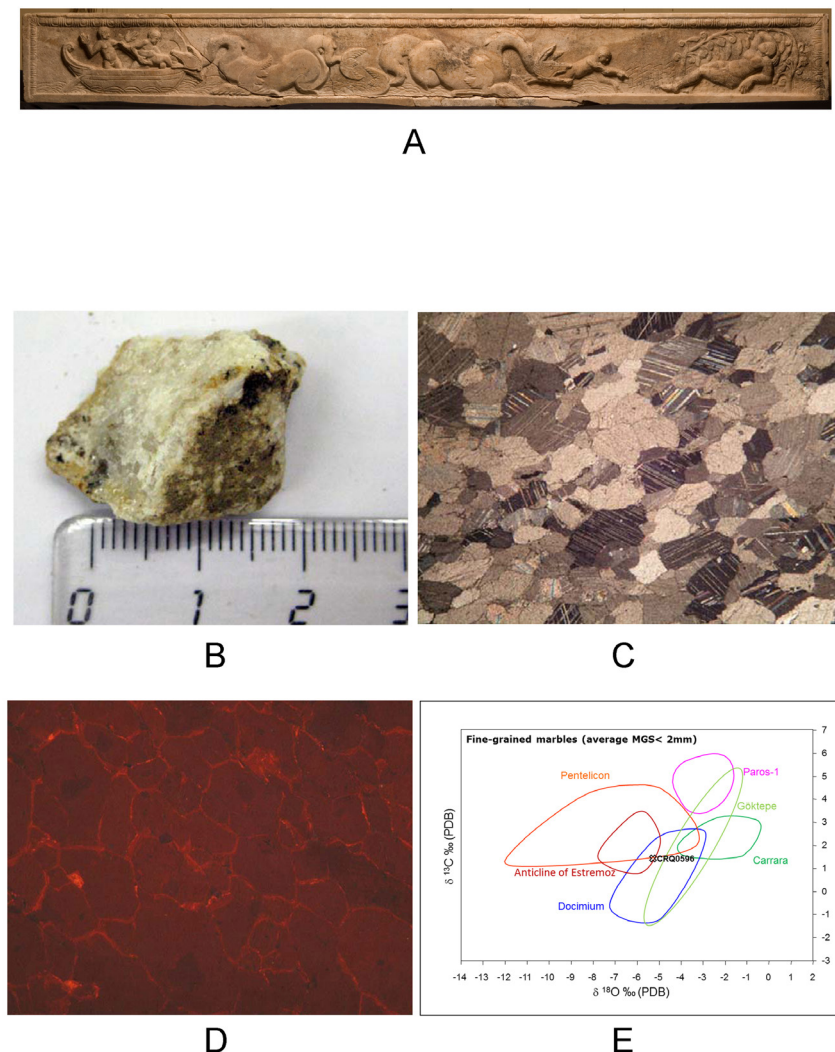 A
0 1 2 3
B
C
D
Fine-grained marbles (average MGS< 2mm)
Pentelicon
Paros-1
Göktepe
CRQ0596
Carrara
Anticline of Estremoz
Docimium
δ 13C ‰ (PDB)
7
6
5
4
3
2
1
0
-1
-2
-3
-14 -13 -12 -11 -10 -9 -8 -7 -6 -5 -4 -3 -2 -1 0 1 2
δ 18O ‰ (PDB)
E